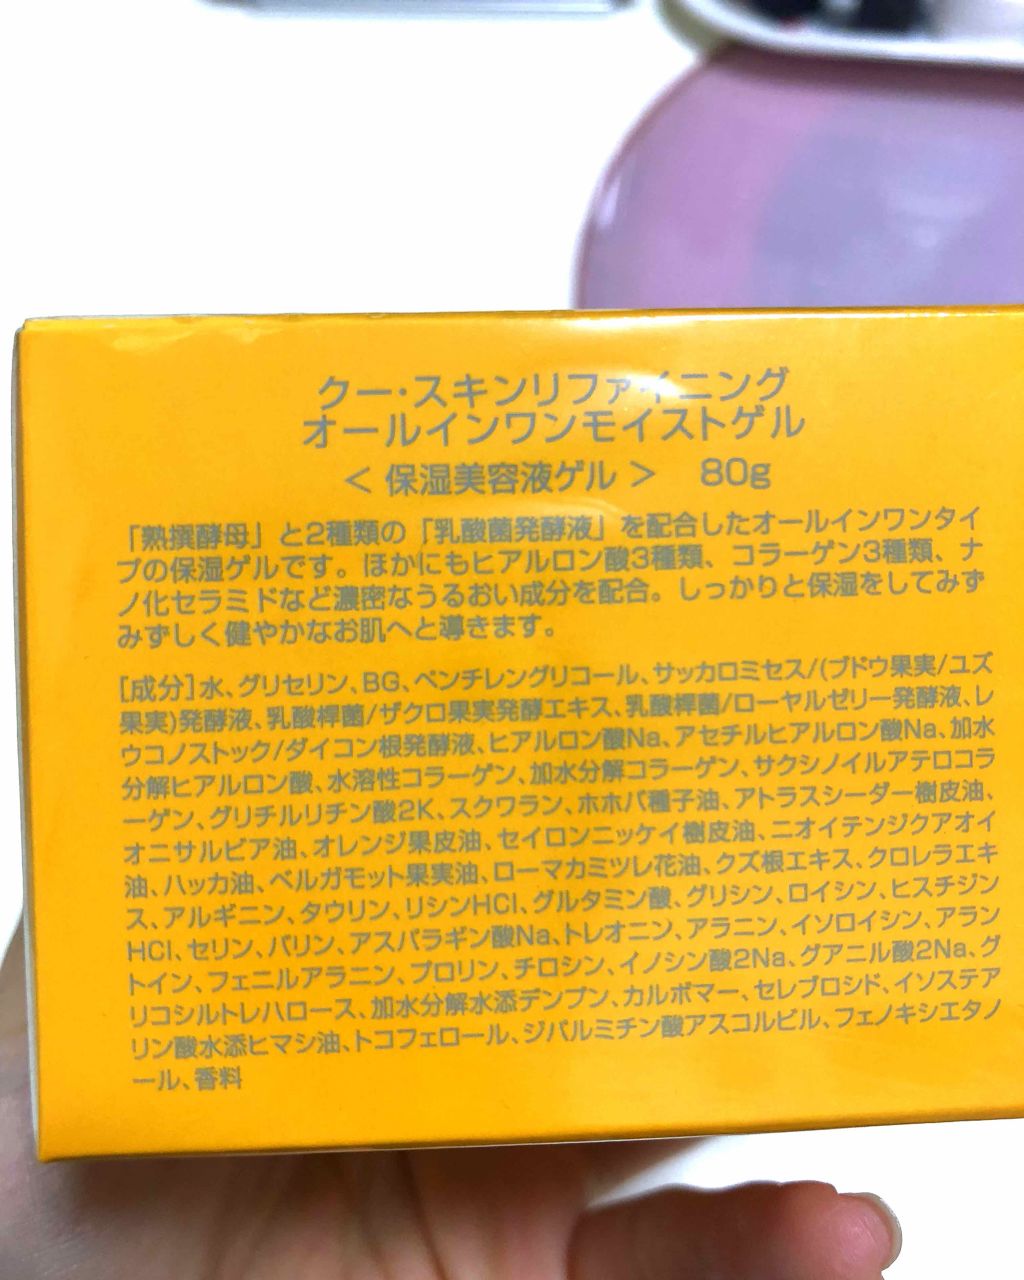 クー・スキンリファイニング
オールインワンモイストゲル
＜ 保湿美容液ゲル ＞　80g
「熟撰酵母」と2種類の「乳酸菌発酵液」を配合したオールインワンタイ
プの保湿ゲルです。ほかにもヒアルロン酸3種類、コラーゲン3種類、ナ
ノ化セラミドなど濃密なうるおい成分を配合。しっかりと保湿をしてみず
みずしく健やかなお肌へと導きます。
[成分]水、グリセリン、BG、ペンチレングリコール、サッカロミセス/(ブドウ果実/ユズ
果実)発酵液、乳酸桿菌/ザクロ果実発酵エキス、乳酸桿菌/ローヤルゼリー発酵液、レ
ウコノストック/ダイコン根発酵液、ヒアルロン酸Na、アセチルヒアルロン酸Na、加水
分解ヒアルロン酸、水溶性コラーゲン、加水分解コラーゲン、サクシノイルアテロコラ
ーゲン、グリチルリチン酸2K、スクワラン、ホホバ種子油、アトラスシーダー樹皮油、
オニサルビア油、オレンジ果皮油、セイロンニッケイ樹皮油、ニオイテンジクアオイ
油、ハッカ油、ベルガモット果実油、ローマカミツレ花油、クズ根エキス、クロレラエキ
ス、アルギニン、タウリン、リシンHCl、グルタミン酸、グリシン、ロイシン、ヒスチジン
HCl、セリン、バリン、アスパラギン酸Na、トレオニン、アラニン、イソロイシン、アラン
トイン、フェニルアラニン、プロリン、チロシン、イノシン酸2Na、グアニル酸2Na、グ
リコシルトレハロース、加水分解水添デンプン、カルボマー、セレブロシド、イソステア
リン酸水添ヒマシ油、トコフェロール、ジパルミチン酸アスコルビル、フェノキシエタノ
ール、香料